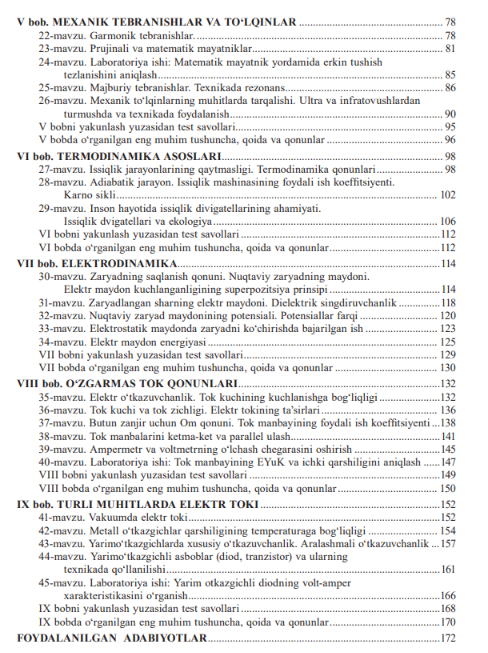 V bob. MEXANIK TEBRANISHLAR VA TO‘LQINLAR ........ 78
22-mavzu. Garmonik tebranishlar. ........ 78
23-mavzu. Prujinali va matematik mayatniklar........ 81
24-mavzu. Laboratoriya ishi: Matematik mayatnik yordamida erkin tushish
tezlanishini aniqlash........ 85
25-mavzu. Majburiy tebranishlar. Texnikada rezonans........ 86
26-mavzu. Mexanik to‘lqinlarning muhitlarda tarqalishi. Ultra va infratovushlardan
turmushda va texnikada foydalanish........ 90
V bobni yakunlash yuzasidan test savollari........ 95
V bobda o‘rganilgan eng muhim tushuncha, qoida va qonunlar ........ 96
VI bob. TERMODINAMIKA ASOSLARI........ 98
27-mavzu. Issiqlik jarayonlarining qaytmasligi. Termodinamika qonunlari........ 98
28-mavzu. Adiabatik jarayon. Issiqlik mashinasining foydali ish koeffitsiyenti.
Karno sikli........ 102
29-mavzu. Inson hayotida issiqlik divigatellarining ahamiyati.
Issiqlik dvigatellari va ekologiya........ 106
VI bobni yakunlash yuzasidan test savollari ........112
VI bobda o‘rganilgan eng muhim tushuncha, qoida va qonunlar........112
VII bob. ELEKTRODINAMIKA........114
30-mavzu. Zaryadning saqlanish qonuni. Nuqtaviy zaryadning maydoni.
Elektr maydon kuchlanganligining superpozitsiya prinsipi ........114
31-mavzu. Zaryadlangan sharning elektr maydoni. Dielektrik singdiruvchanlik ........118
32-mavzu. Nuqtaviy zaryad maydonining potensiali. Potensiallar farqi ........ 120
33-mavzu. Elektrostatik maydonda zaryadni ko‘chirishda bajarilgan ish ........ 123
34-mavzu. Elektr maydon energiyasi ........ 125
VII bobni yakunlash yuzasidan test savollari........ 129
VII bobda o‘rganilgan eng muhim tushuncha, qoida va qonunlar ........ 130
VIII bob. O‘ZGARMAS TOK QONUNLARI........132
35-mavzu. Elektr o‘tkazuvchanlik. Tok kuchining kuchlanishga bog‘liqligi ........132
36-mavzu. Tok kuchi va tok zichligi. Elektr tokining ta’sirlari........ 136
37-mavzu. Butun zanjir uchun Om qonuni. Tok manbayining foydali ish koeffitsiyenti ...138
38-mavzu. Tok manbalarini ketma-ket va parallel ulash........141
39-mavzu. Ampermetr va voltmetrning o‘lchash chegarasini oshirish ........145
40-mavzu. Laboratoriya ishi: Tok manbayining EYuK va ichki qarshiligini aniqlash ......147
VIII bobni yakunlash yuzasidan test savollari ........149
VIII bobda o‘rganilgan eng muhim tushuncha, qoida va qonunlar........ 150
IX bob. TURLI MUHITLARDA ELEKTR TOKI ........152
41-mavzu. Vakuumda elektr toki........152
42-mavzu. Metall o‘tkazgichlar qarshiligining temperaturaga bog‘liqligi ........ 154
43-mavzu. Yarimo‘tkazgichlarda xususiy o‘tkazuvchanlik. Aralashmali o‘tkazuvchanlik ...157
44-mavzu. Yarimo‘tkazgichli asboblar (diod, tranzistor) va ularning
texnikada qo‘llanilishi........161
45-mavzu. Laboratoriya ishi: Yarim otkazgichli diodning volt-amper
xarakteristikasini o‘rganish........166
IX bobni yakunlash yuzasidan test savollari........168
IX bobda o‘rganilgan eng muhim tushuncha, qoida va qonunlar........170
FOYDALANILGAN ADABIYOTLAR........172